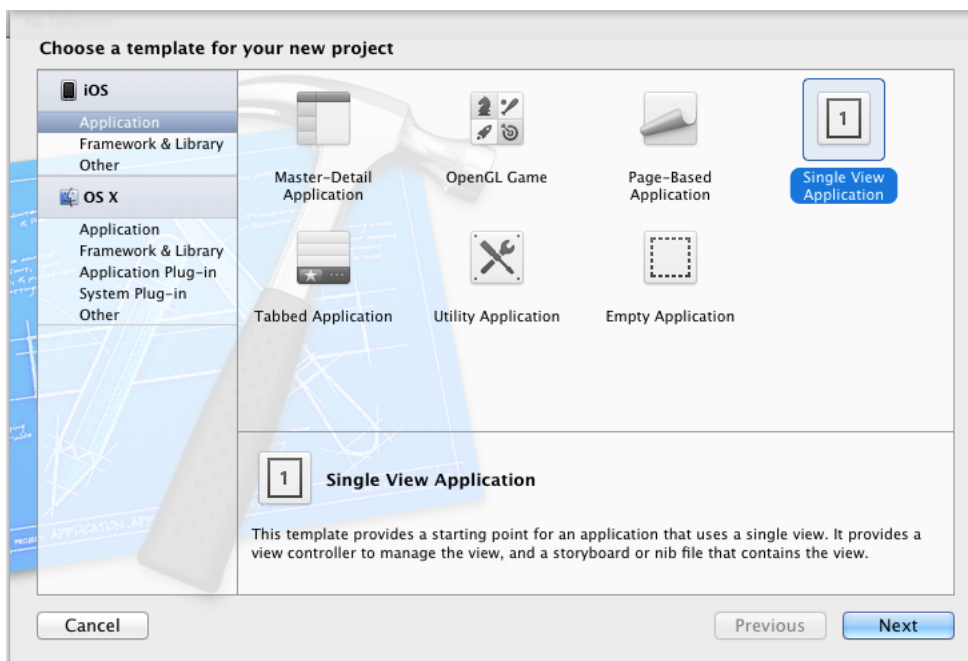 Choose a template for your new project
iOS
Application
Framework & Library
Other
OS X
Application
Framework & Library
Application Plug-in
System Plug-in
Other
Master-Detail
Application
OpenGL Game
Page-Based
Application
1
Single View
Application
Tabbed Application
Utility Application
Empty Application
1
Single View Application
This template provides a starting point for an application that uses a single view. It provides a
view controller to manage the view, and a storyboard or nib file that contains the view.
Cancel
Previous
Next